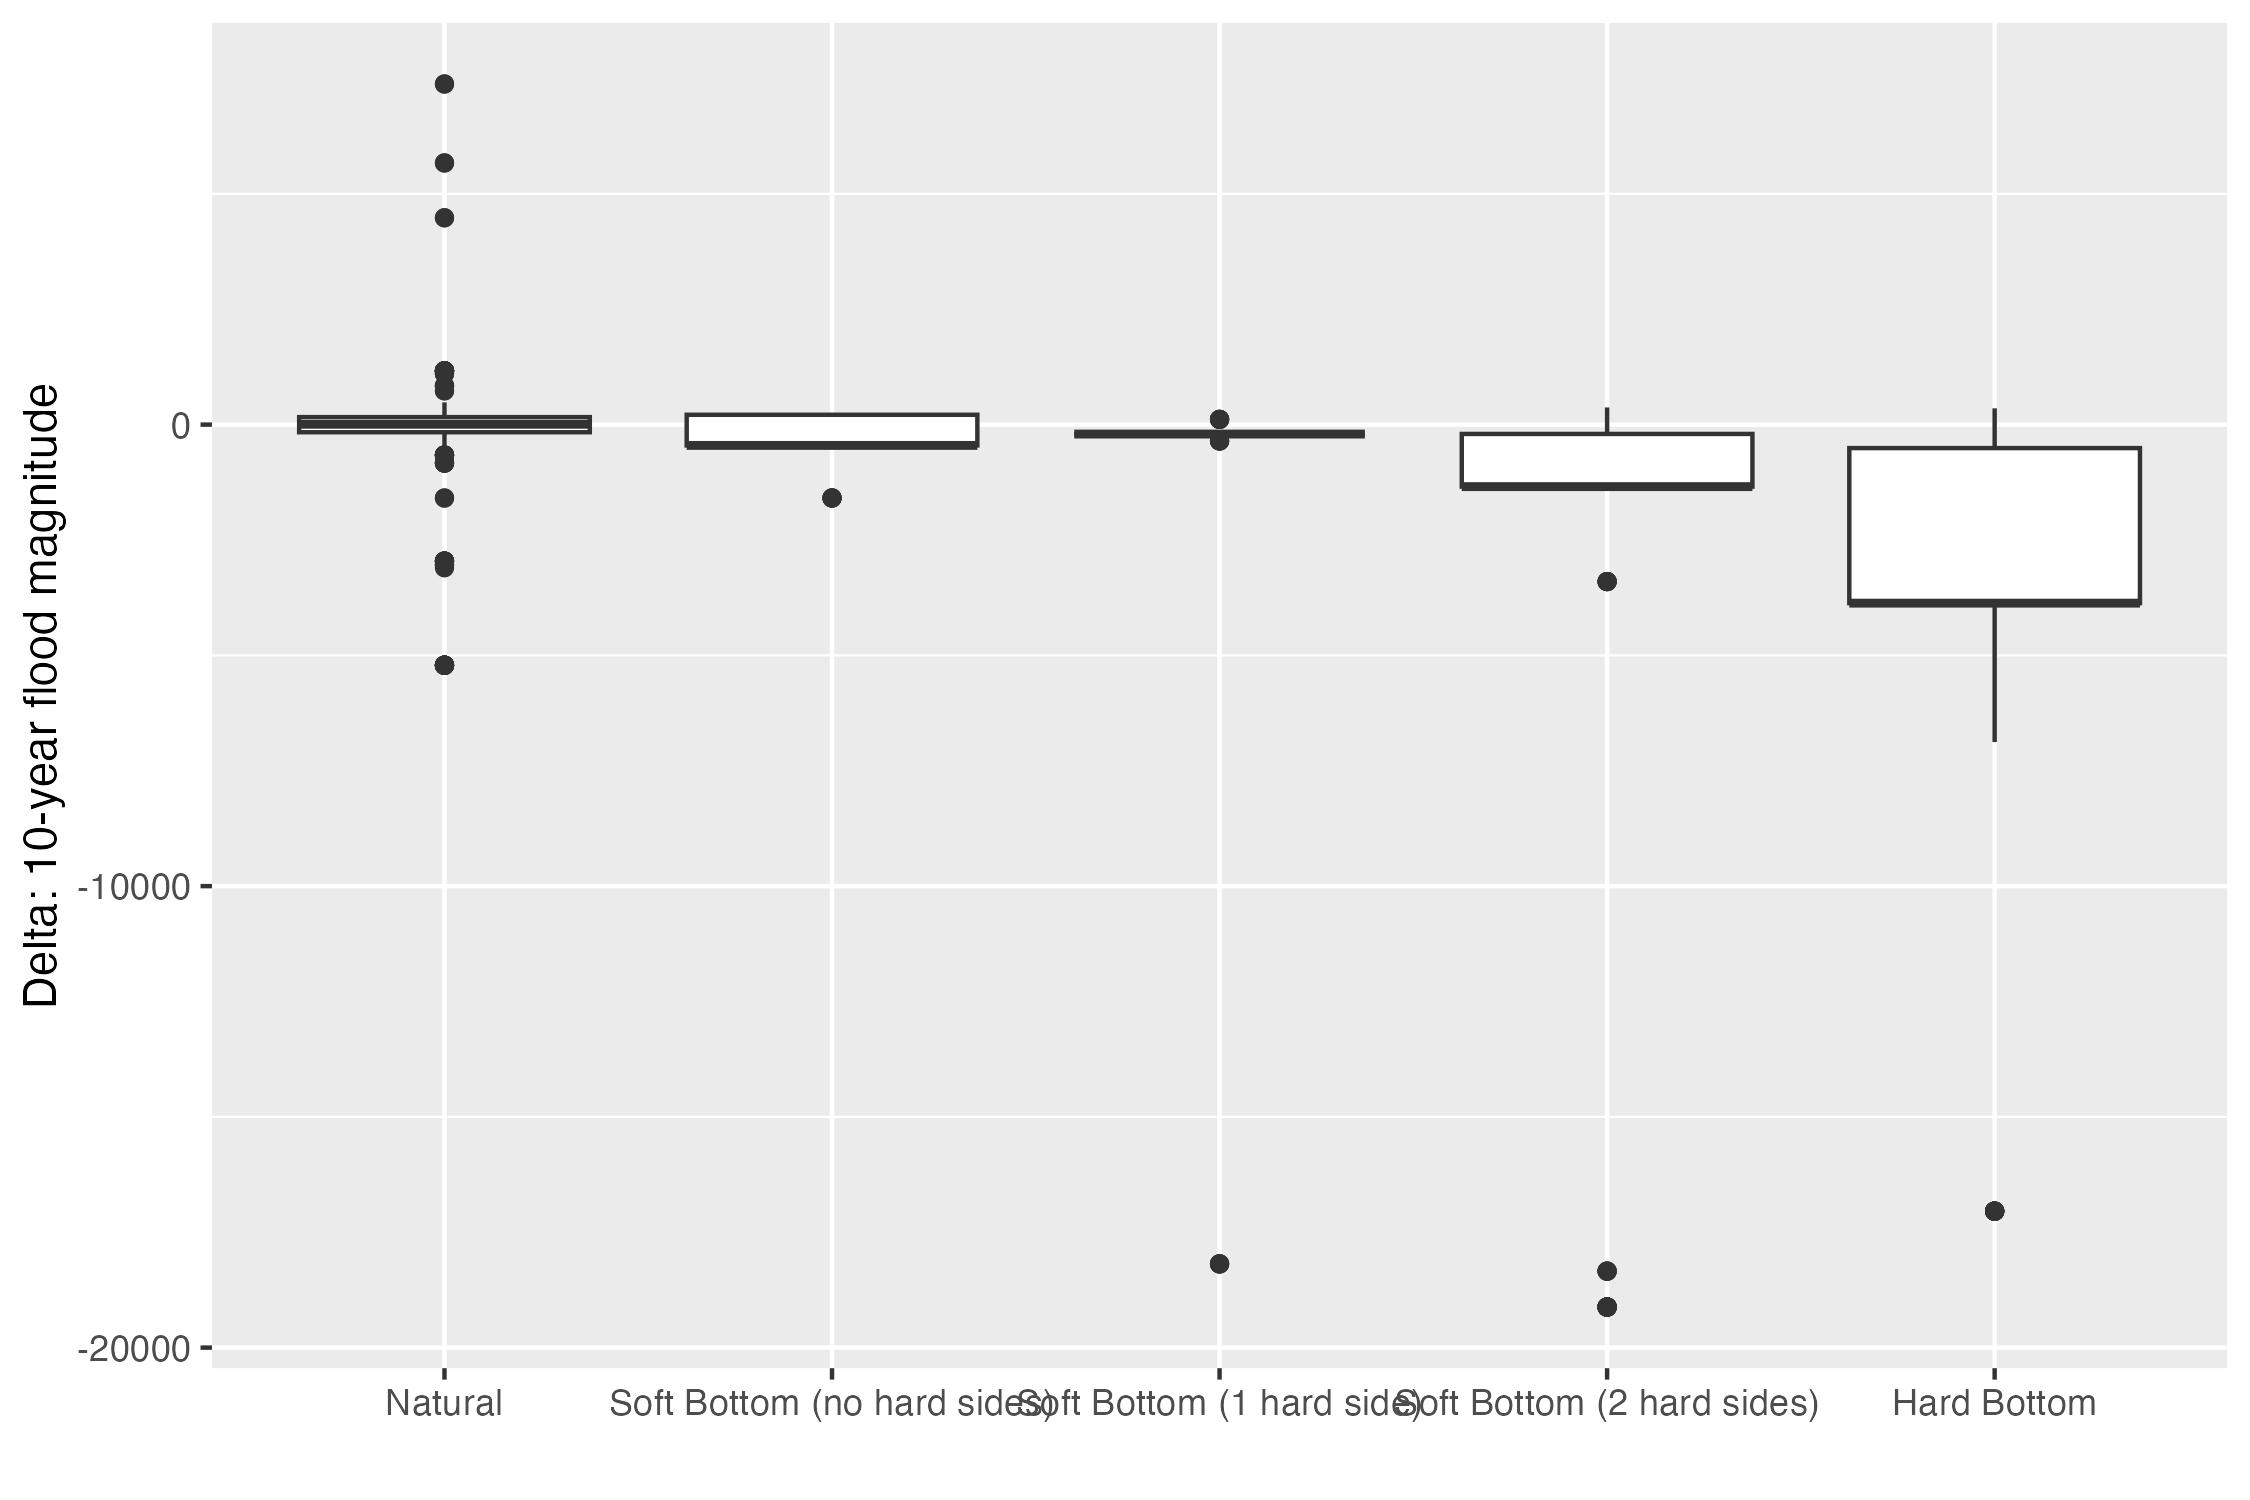 Delta: 10-year flood magnitude
0
-10000
-20000
Natural
Soft Bottom (no hard sides)
Soft Bottom (1 hard side)
Soft Bottom (2 hard sides)
Hard Bottom